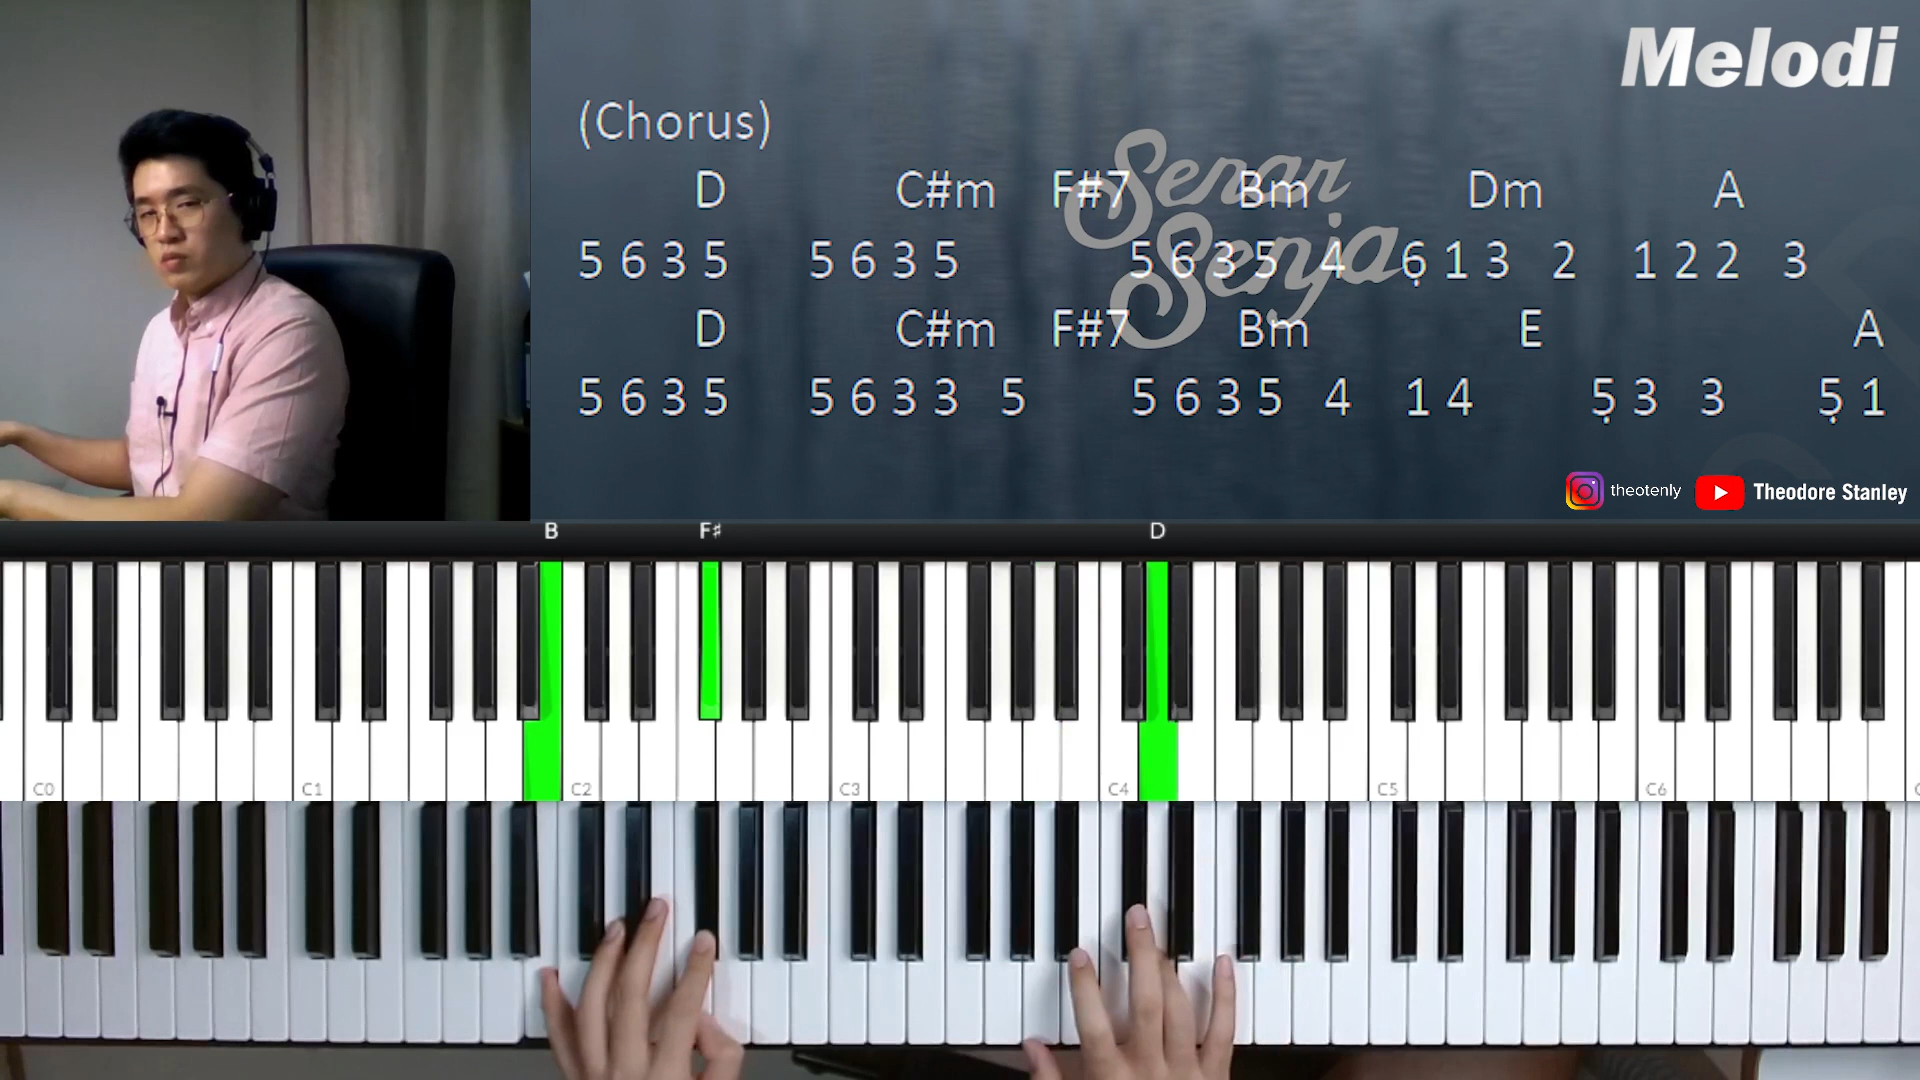 Melodi
(Chorus)
D C#m F#7 Bm Dm A
5 6 3 5 5 6 3 5 5 6 3 5 4 6̣ 1 3 2 1 2 2 3
D C#m F#7 Bm E A
5 6 3 5 5 6 3 3 5 5 6 3 5 4 1 4 5̣ 3 3 5̣ 1
Senar
Senja
theotenly Theodore Stanley
B F♯ D
C0 C1 C2 C3 C4 C5 C6